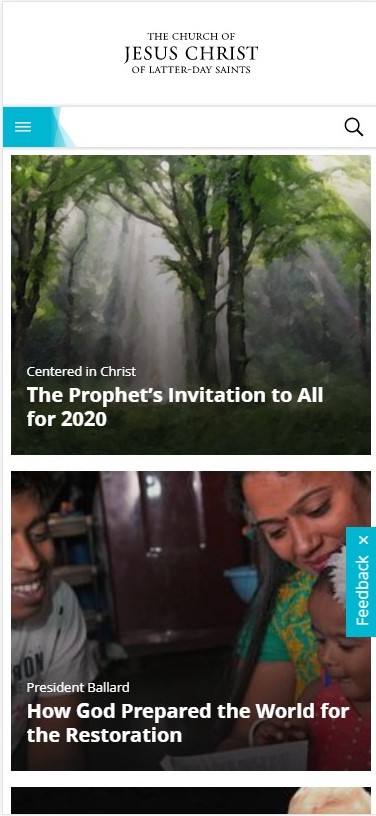 THE CHURCH OF
JESUS CHRIST
OF LATTER-DAY SAINTS
Centered in Christ
The Prophet’s Invitation to All
for 2020
Feedback ×
President Ballard
How God Prepared the World for
the Restoration